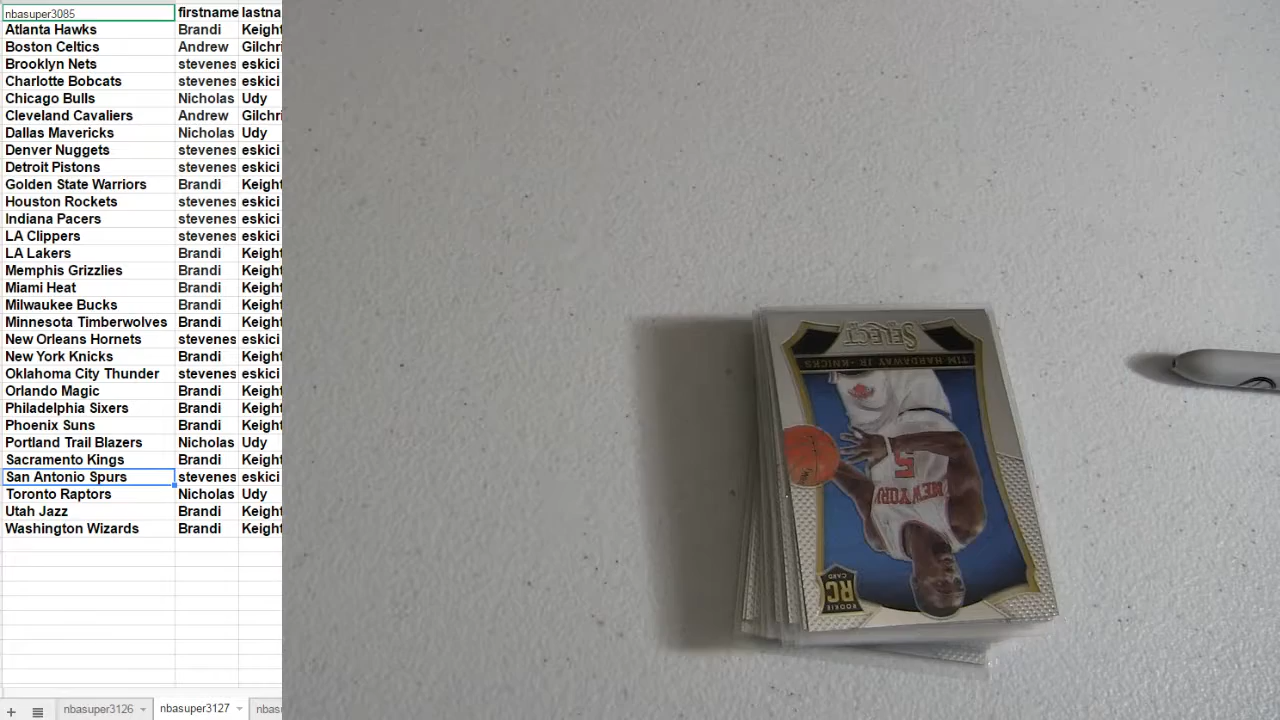 nbasuper3085 firstname lastna
Atlanta Hawks Brandi Keight
Boston Celtics Andrew Gilchri
Brooklyn Nets stevenes eskici
Charlotte Bobcats stevenes eskici
Chicago Bulls Nicholas Udy
Cleveland Cavaliers Andrew Gilchri
Dallas Mavericks Nicholas Udy
Denver Nuggets stevenes eskici
Detroit Pistons stevenes eskici
Golden State Warriors Brandi Keight
Houston Rockets stevenes eskici
Indiana Pacers stevenes eskici
LA Clippers stevenes eskici
LA Lakers Brandi Keight
Memphis Grizzlies Brandi Keight
Miami Heat Brandi Keight
Milwaukee Bucks Brandi Keight
Minnesota Timberwolves Brandi Keight
New Orleans Hornets stevenes eskici
New York Knicks Brandi Keight
Oklahoma City Thunder stevenes eskici
Orlando Magic Brandi Keight
Philadelphia Sixers Brandi Keight
Phoenix Suns Brandi Keight
Portland Trail Blazers Nicholas Udy
Sacramento Kings Brandi Keight
San Antonio Spurs stevenes eskici
Toronto Raptors Nicholas Udy
Utah Jazz Brandi Keight
Washington Wizards Brandi Keight
nbasuper3126 nbasuper3127 nbas
SELECT
TIM HARDAWAY JR - KNICKS
5
NEW YORK
RC
ROOKIE
CARD